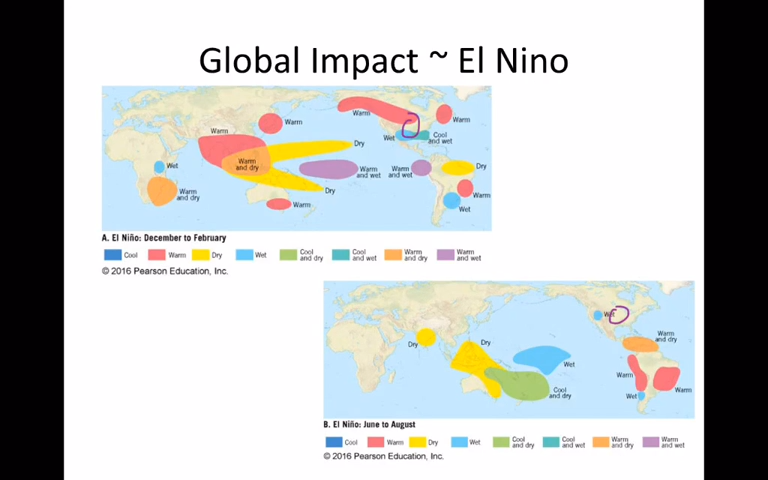 Global Impact ~ El Nino
Warm
Warm
Warm
Warm
Wet
Cool
and wet
Dry
Warm
and dry
Wet
Warm
and wet
Warm
and wet
Dry
Warm
and dry
Dry
Warm
Warm
Wet
A. El Niño: December to February
Cool
Warm
Dry
Wet
Cool
and dry
Cool
and wet
Warm
and dry
Warm
and wet
© 2016 Pearson Education, Inc.
Wet
Dry
Dry
Warm
and dry
Wet
Warm
Warm
Cool
and dry
Wet
B. El Niño: June to August
Cool
Warm
Dry
Wet
Cool
and dry
Cool
and wet
Warm
and dry
Warm
and wet
© 2016 Pearson Education, Inc.